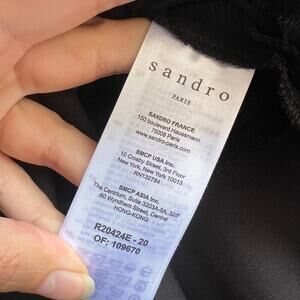 sandro
PARIS
SANDRO FRANCE
150 boulevard Haussmann
75008 Paris
www.sandro-paris.com
SMCP USA Inc.
10 Crosby Street, 3rd Floor
New York, New York 10013
RN132784
SMCP ASIA Inc.
The Centrium, Suite 3203A-5A, 32/F
60 Wyndham Street, Central
HONG-KONG
R20424E - 20
OF: 109670